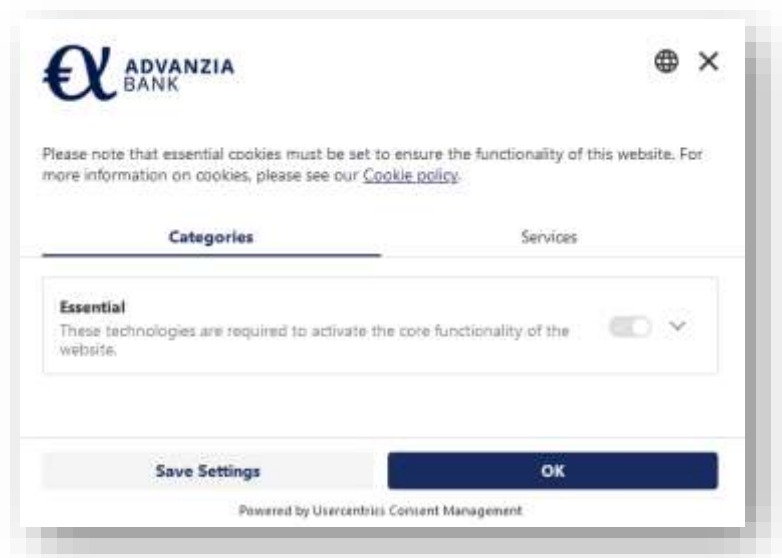 ADVANZIA
BANK
Please note that essential cookies must be set to ensure the functionality of this website. For
more information on cookies, please see our Cookie policy.
Categories
Services
Essential
These technologies are required to activate the core functionality of the
website.
Save Settings
OK
Powered by Usercentrics Consent Management